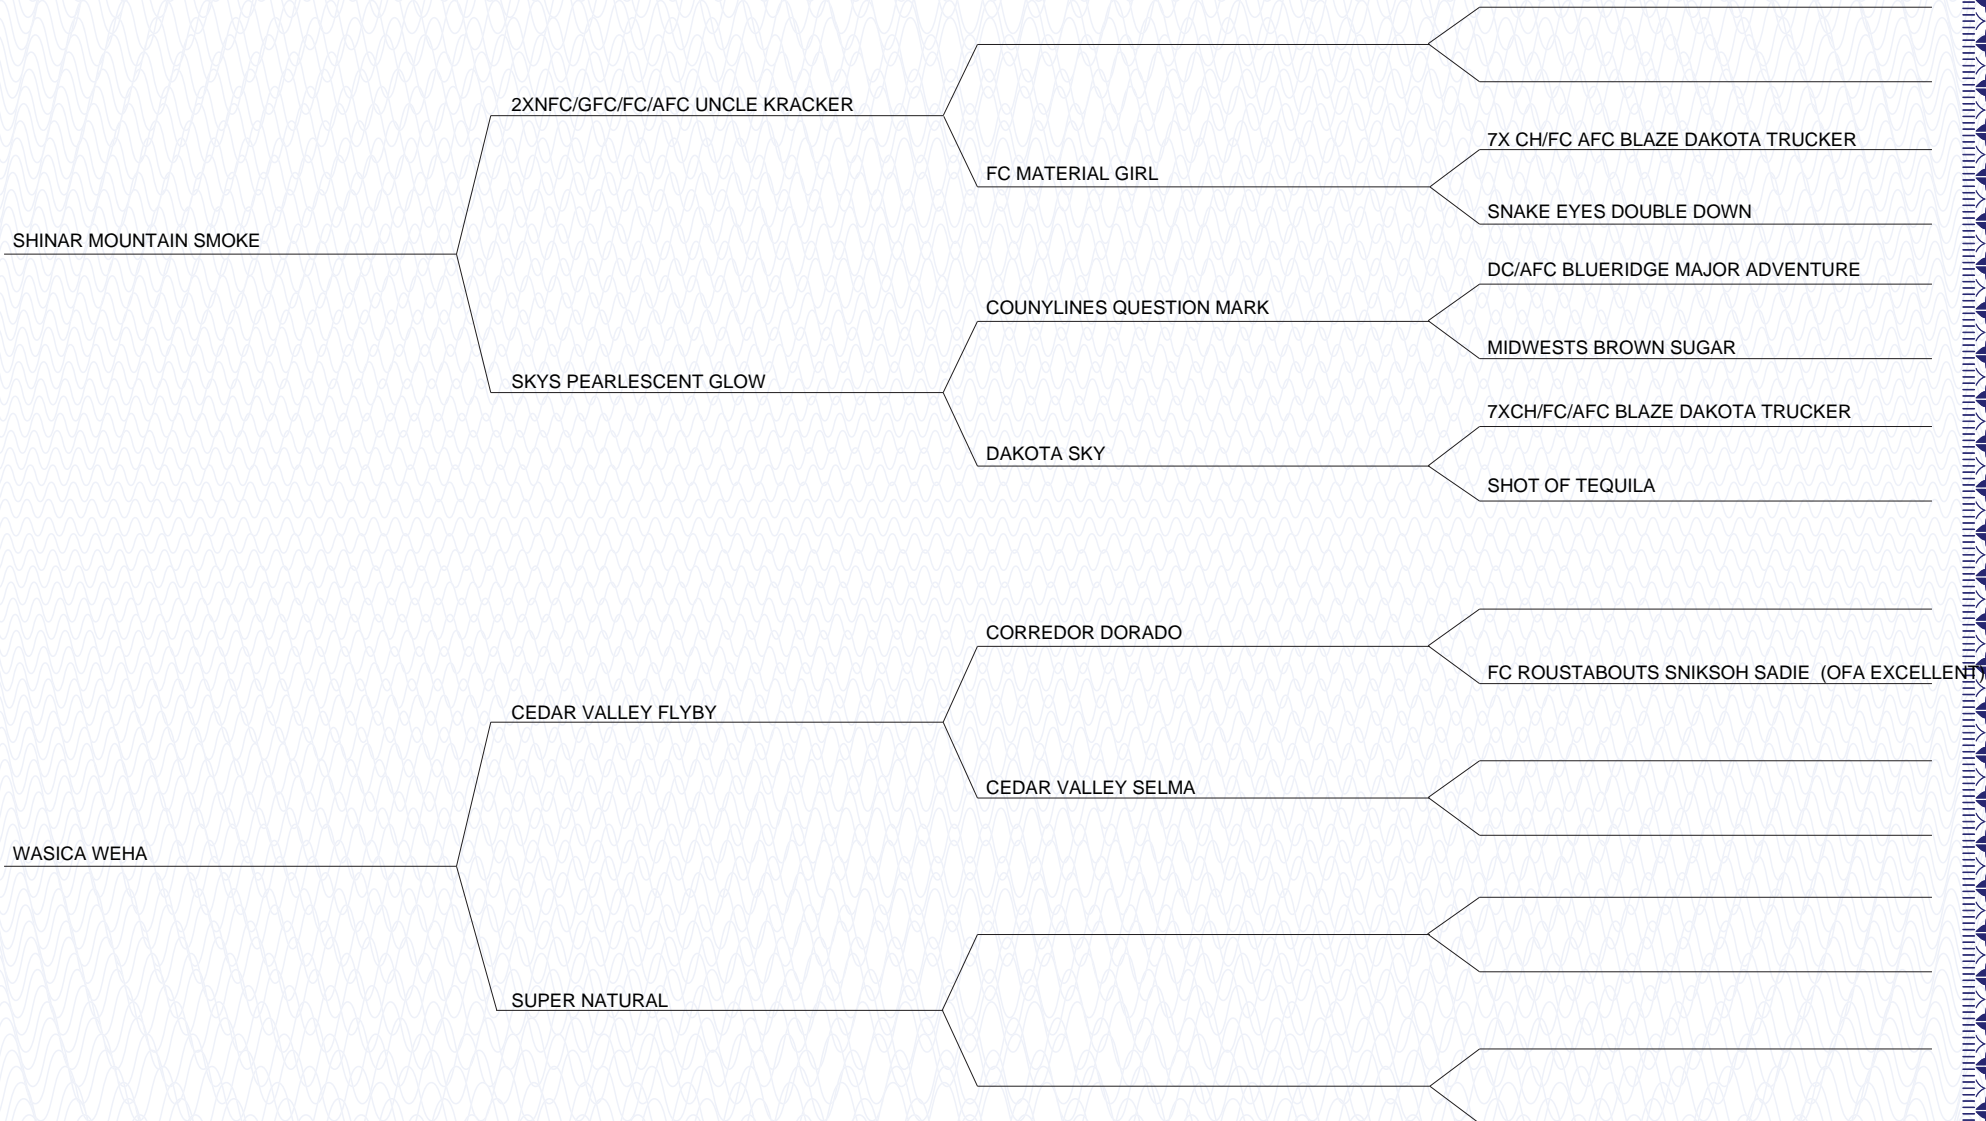 2XNFC/GFC/FC/AFC UNCLE KRACKER
7X CH/FC AFC BLAZE DAKOTA TRUCKER
FC MATERIAL GIRL
SNAKE EYES DOUBLE DOWN
SHINAR MOUNTAIN SMOKE
DC/AFC BLUERIDGE MAJOR ADVENTURE
COUNYLINES QUESTION MARK
MIDWESTS BROWN SUGAR
SKYS PEARLESCENT GLOW
7XCH/FC/AFC BLAZE DAKOTA TRUCKER
DAKOTA SKY
SHOT OF TEQUILA
CORREDOR DORADO
FC ROUSTABOUTS SNIKSOH SADIE (OFA EXCELLENT)
CEDAR VALLEY FLYBY
CEDAR VALLEY SELMA
WASICA WEHA
SUPER NATURAL